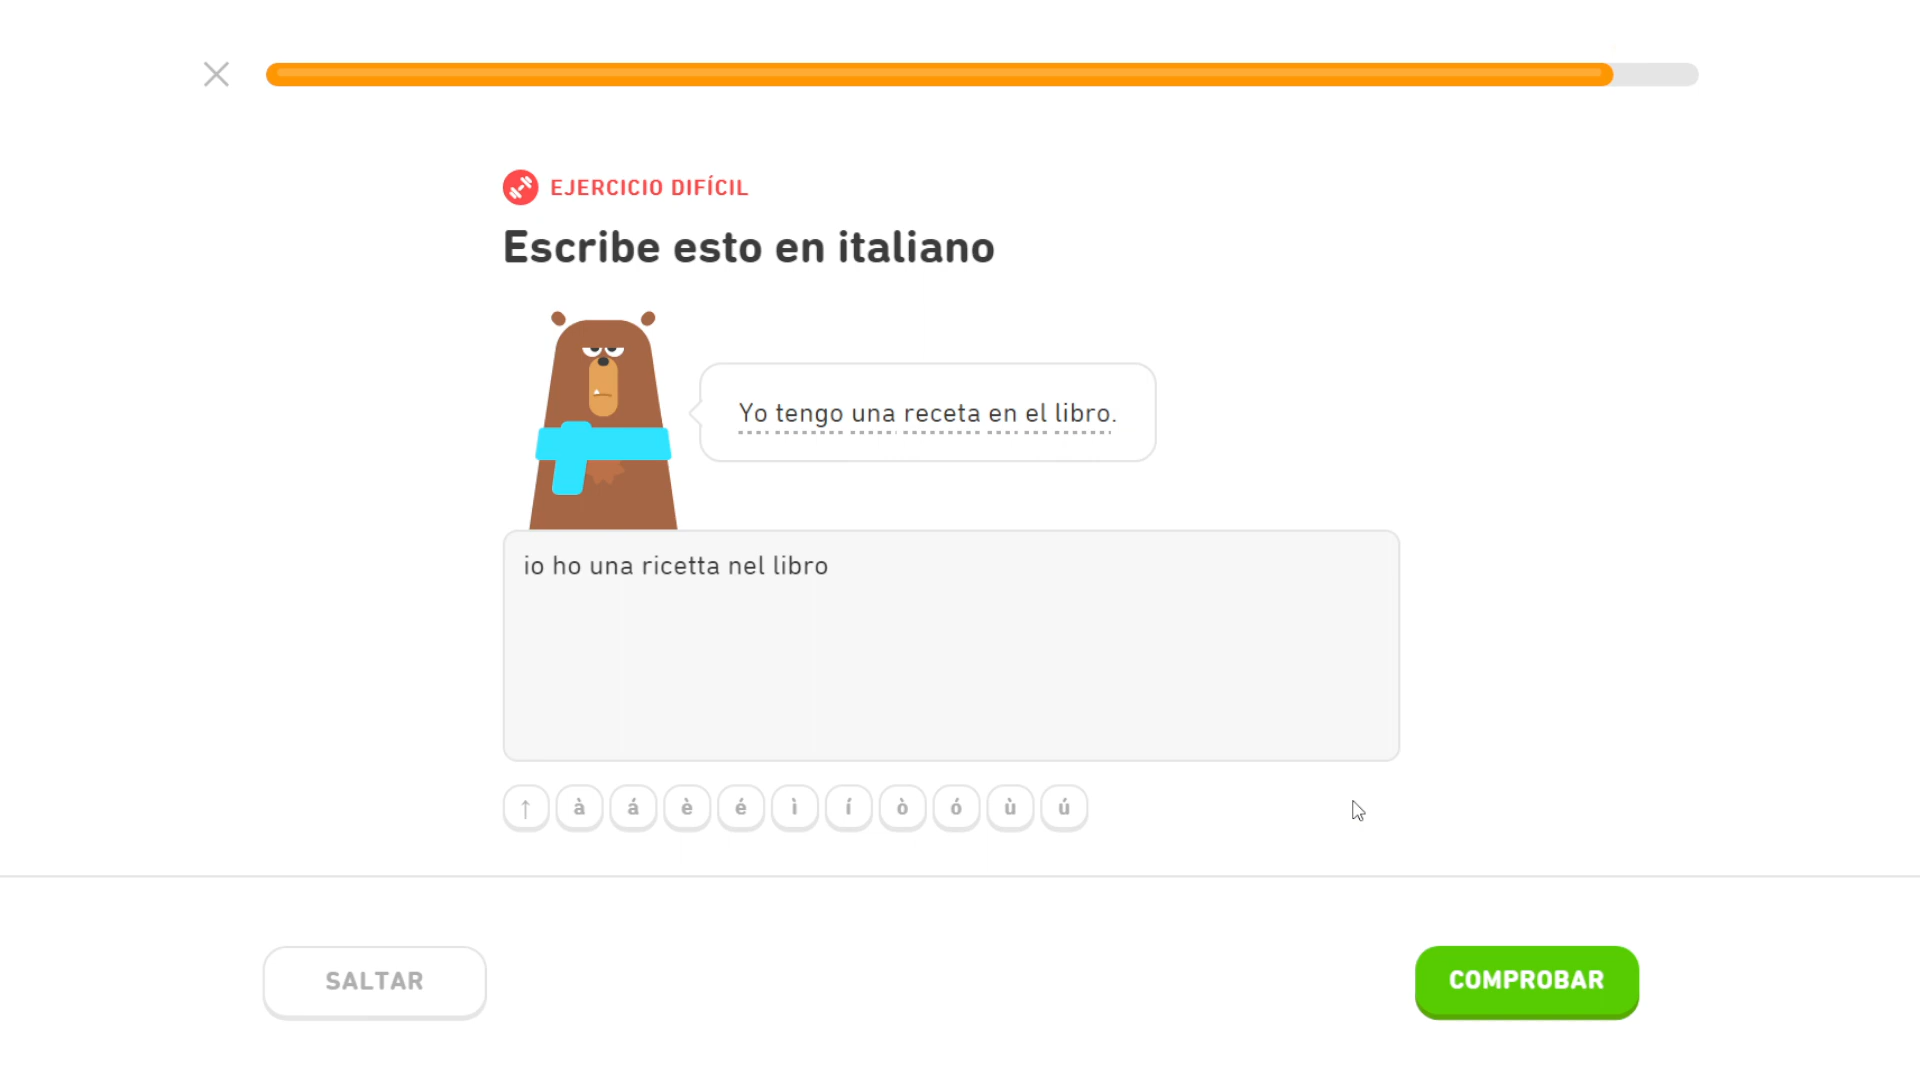 EJERCICIO DIFÍCIL
Escribe esto en italiano
Yo tengo una receta en el libro.
io ho una ricetta nel libro
↑ à á è é ì í ò ó ù ú
SALTAR
COMPROBAR